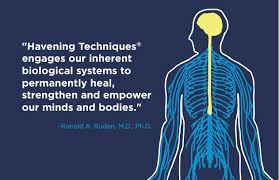 "Havening Techniques®
engages our inherent
biological systems to
permanently heal,
strengthen and empower
our minds and bodies."
-Ronald A. Ruden, M.D., Ph.D.